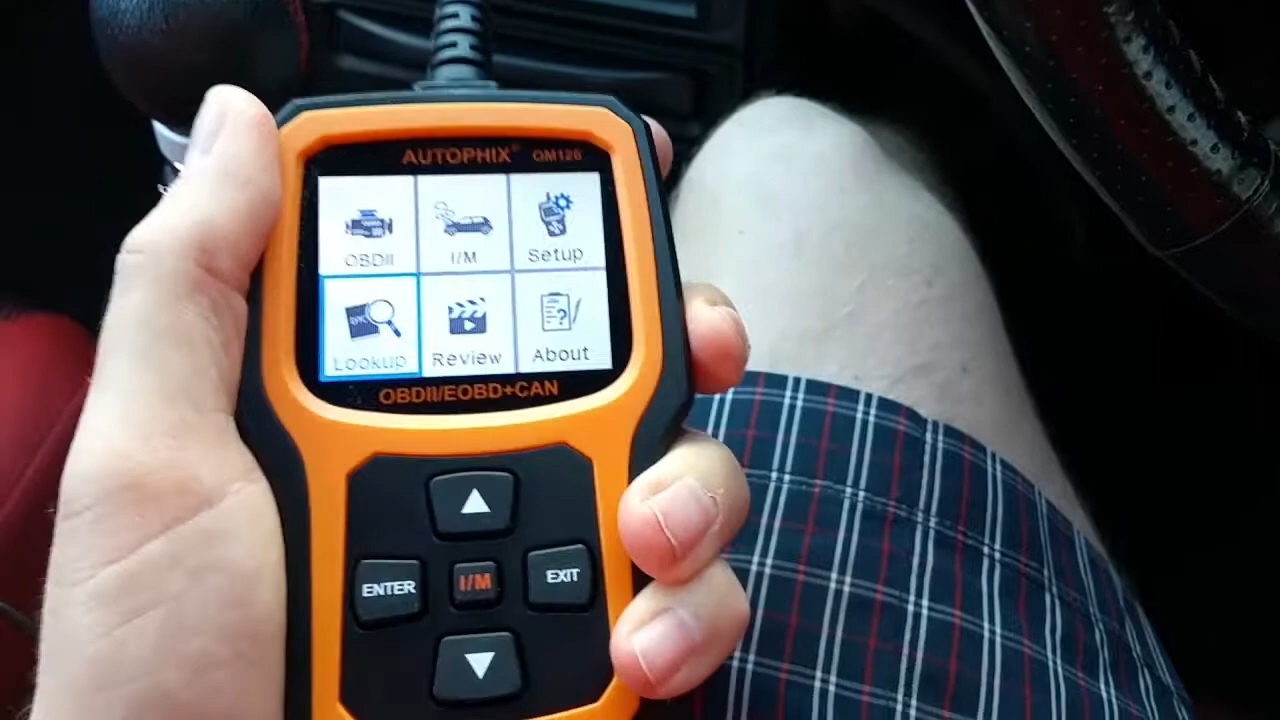 AUTOPHIX® OM126
OBDII
I/M
Setup
Lookup
Review
About
OBDII/EOBD+CAN
ENTER
I/M
EXIT